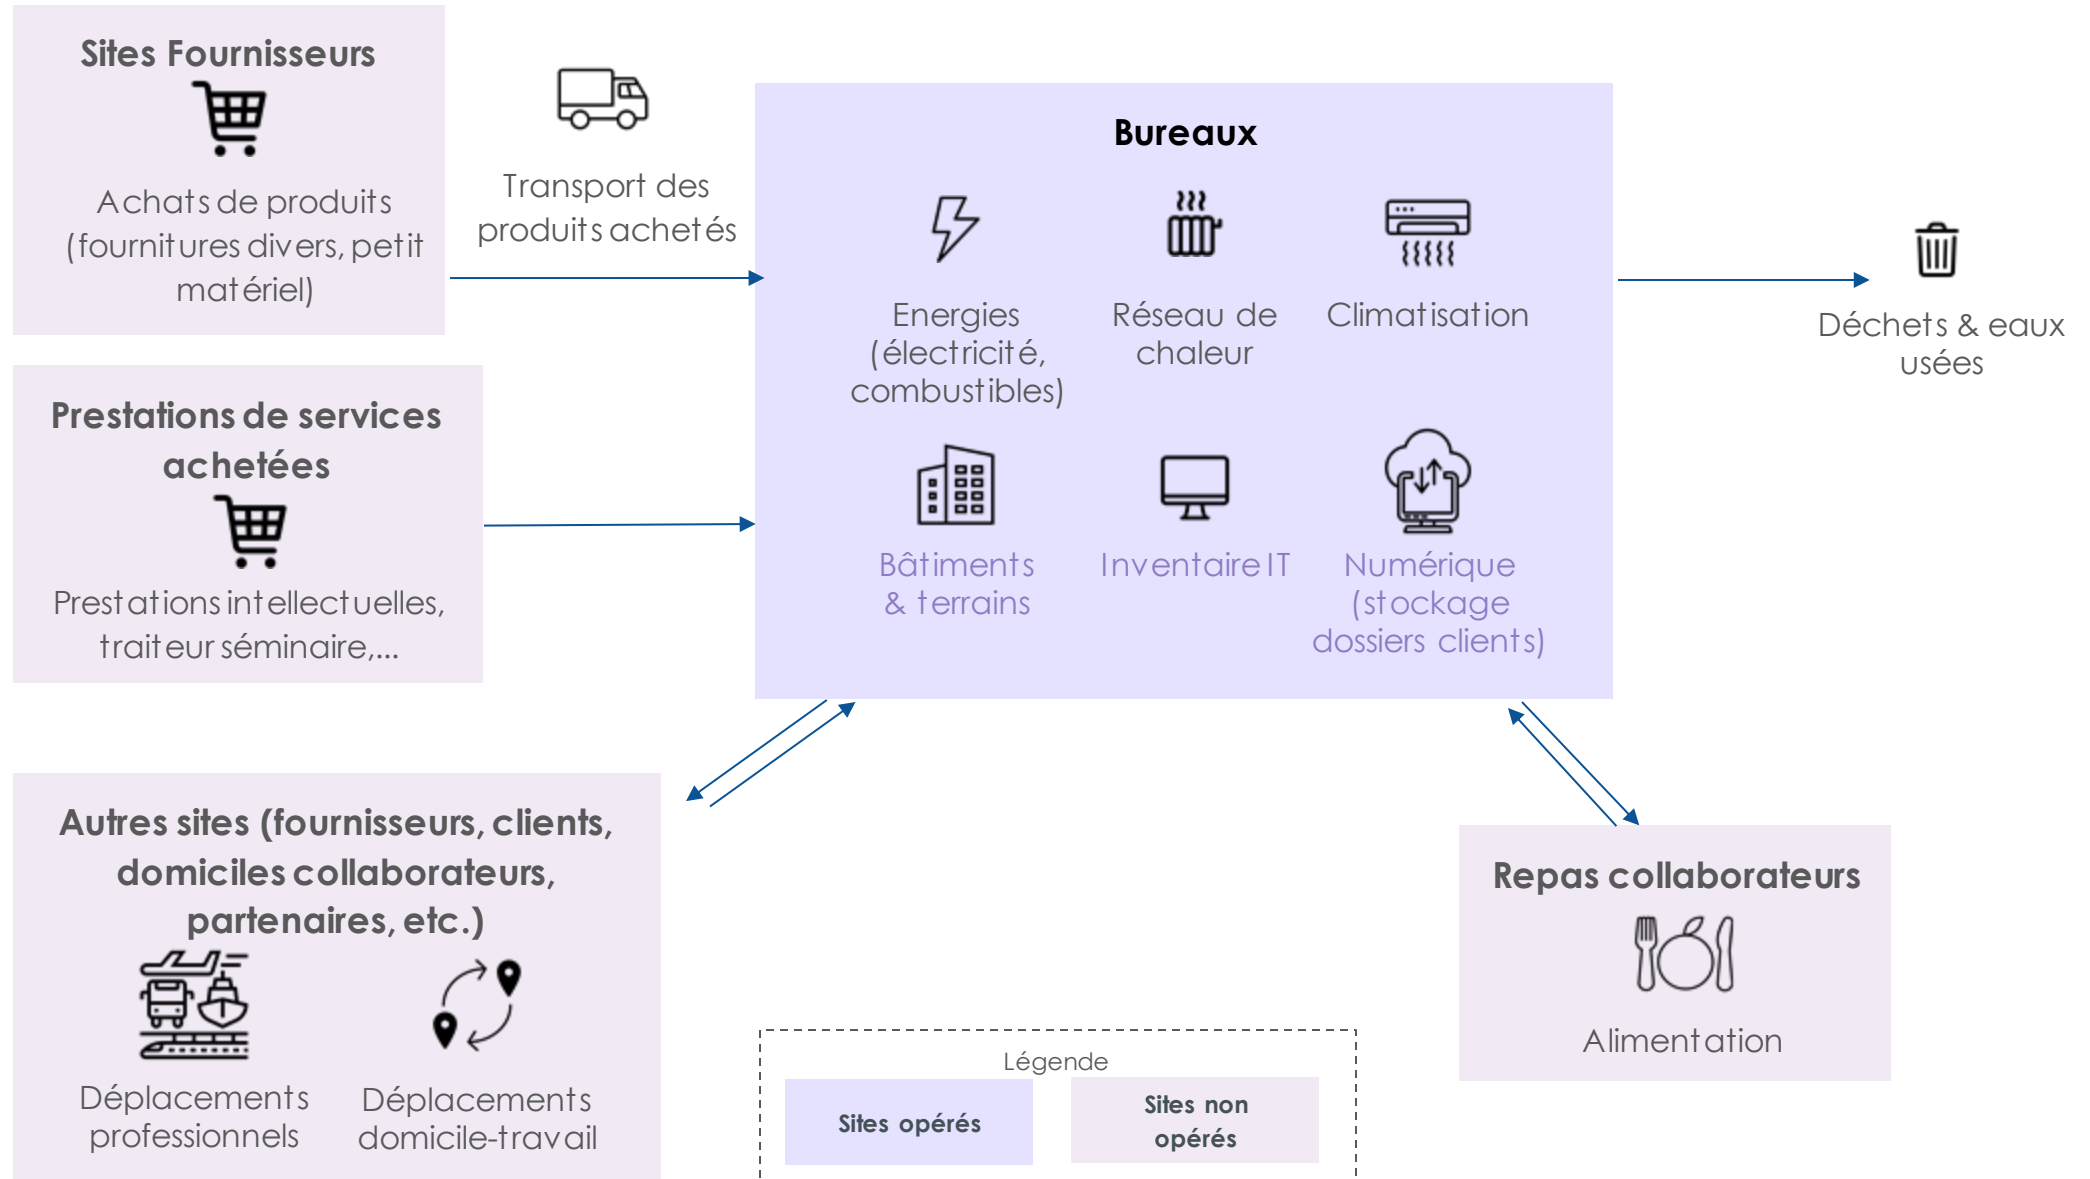 Sites Fournisseurs
Achats de produits
(fournitures divers, petit
matériel)
Transport des
produits achetés
Bureaux
Energies
(électricité,
combustibles)
Réseau de
chaleur
Climatisation
Bâtiments
& terrains
Inventaire IT
Numérique
(stockage
dossiers clients)
Déchets & eaux
usées
Prestations de services
achetées
Prestations intellectuelles,
traiteur séminaire,...
Autres sites (fournisseurs, clients,
domiciles collaborateurs,
partenaires, etc.)
Déplacements
professionnels
Déplacements
domicile-travail
Repas collaborateurs
Alimentation
Légende
Sites opérés
Sites non
opérés